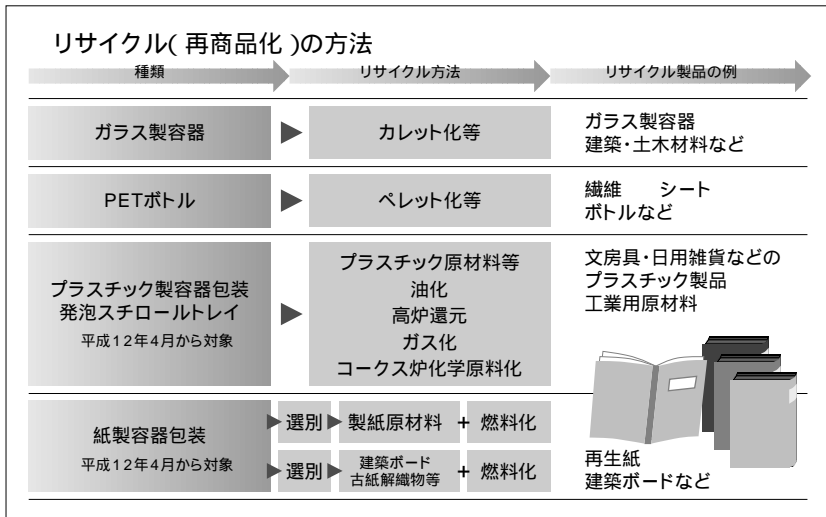 リサイクル(再商品化)の方法
種類
リサイクル方法
リサイクル製品の例
ガラス製容器
カレット化等
ガラス製容器
建築・土木材料など
PETボトル
ペレット化等
繊維　シート
ボトルなど
プラスチック製容器包装
発泡スチロールトレイ
平成12年4月から対象
プラスチック原材料等
油化
高炉還元
ガス化
コークス炉化学原料化
文房具・日用雑貨などの
プラスチック製品
工業用原材料
紙製容器包装
平成12年4月から対象
選別 製紙原材料 + 燃料化
選別 建築ボード
古紙解織物等 + 燃料化
再生紙
建築ボードなど